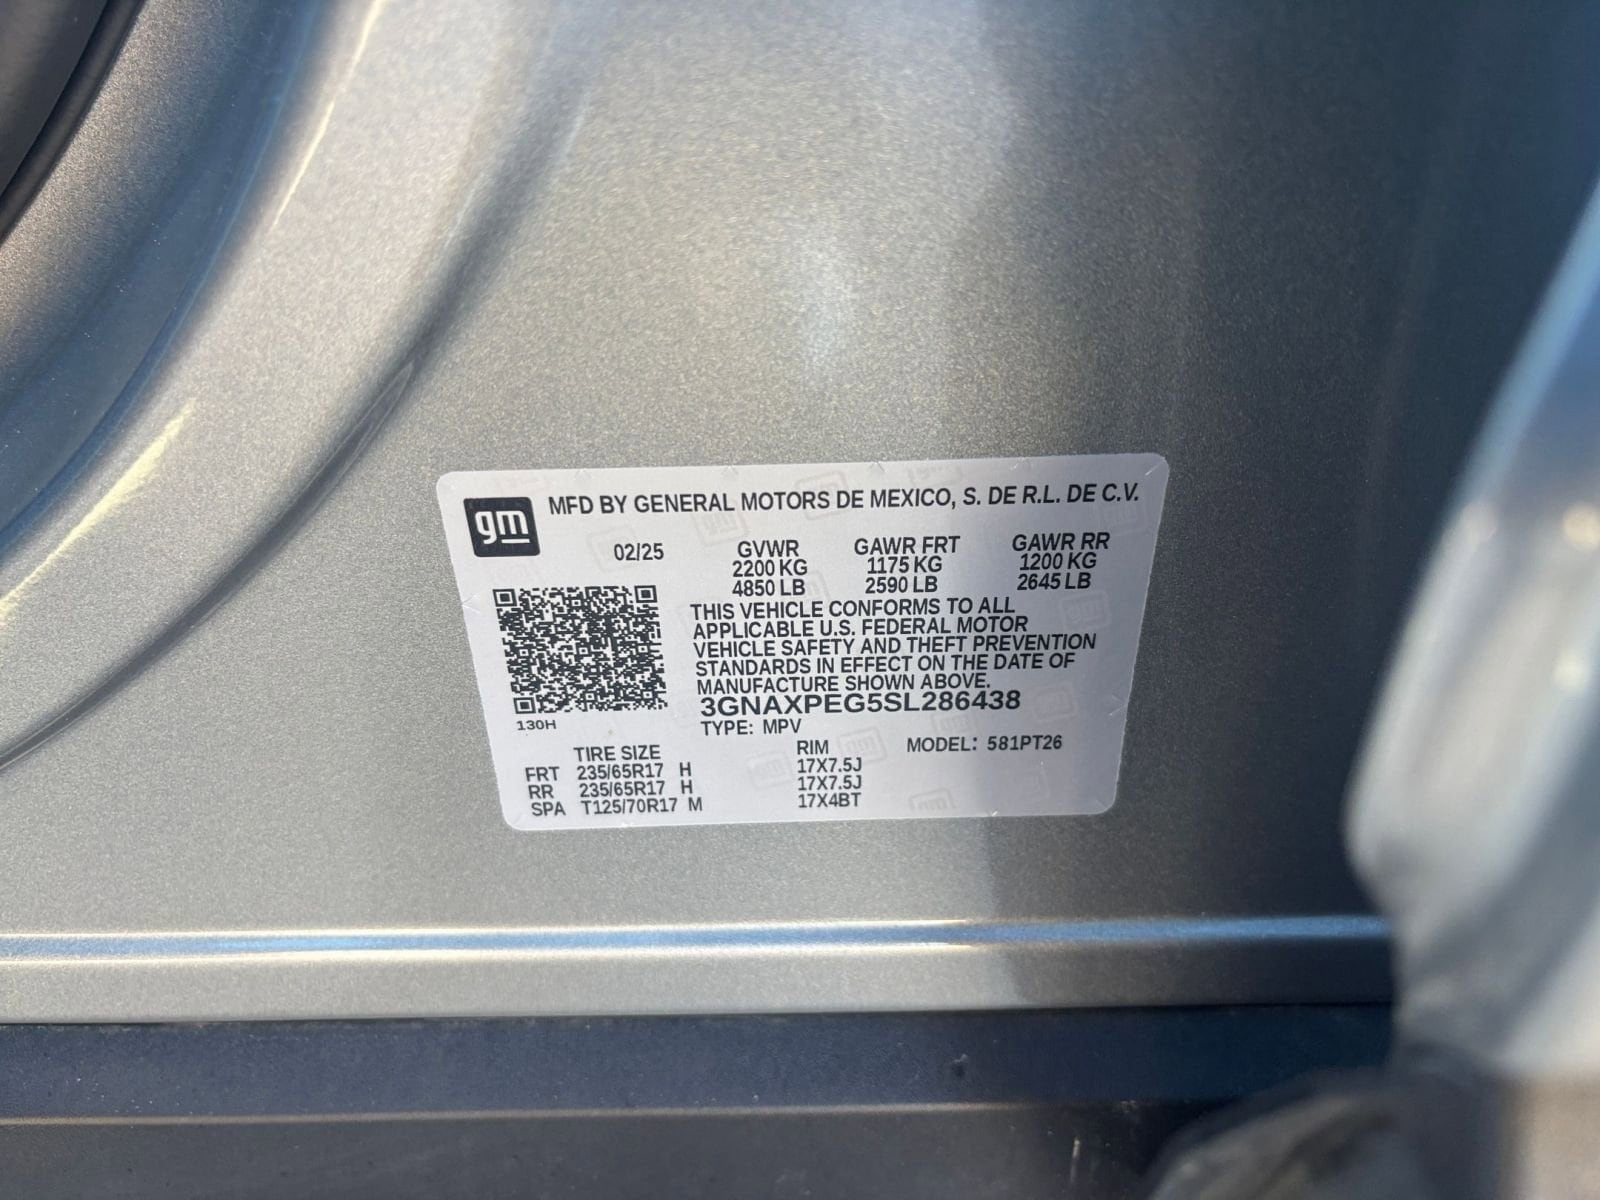 gm
MFD BY GENERAL MOTORS DE MEXICO, S. DE R.L. DE C.V.
02/25 GVWR GAWR FRT GAWR RR
2200 KG 1175 KG 1200 KG
4850 LB 2590 LB 2645 LB
THIS VEHICLE CONFORMS TO ALL
APPLICABLE U.S. FEDERAL MOTOR
VEHICLE SAFETY AND THEFT PREVENTION
STANDARDS IN EFFECT ON THE DATE OF
MANUFACTURE SHOWN ABOVE.
3GNAXPEG5SL286438
130H
TYPE: MPV
TIRE SIZE RIM MODEL: 581PT26
FRT 235/65R17 H 17X7.5J
RR 235/65R17 H 17X7.5J
SPA T125/70R17 M 17X4BT